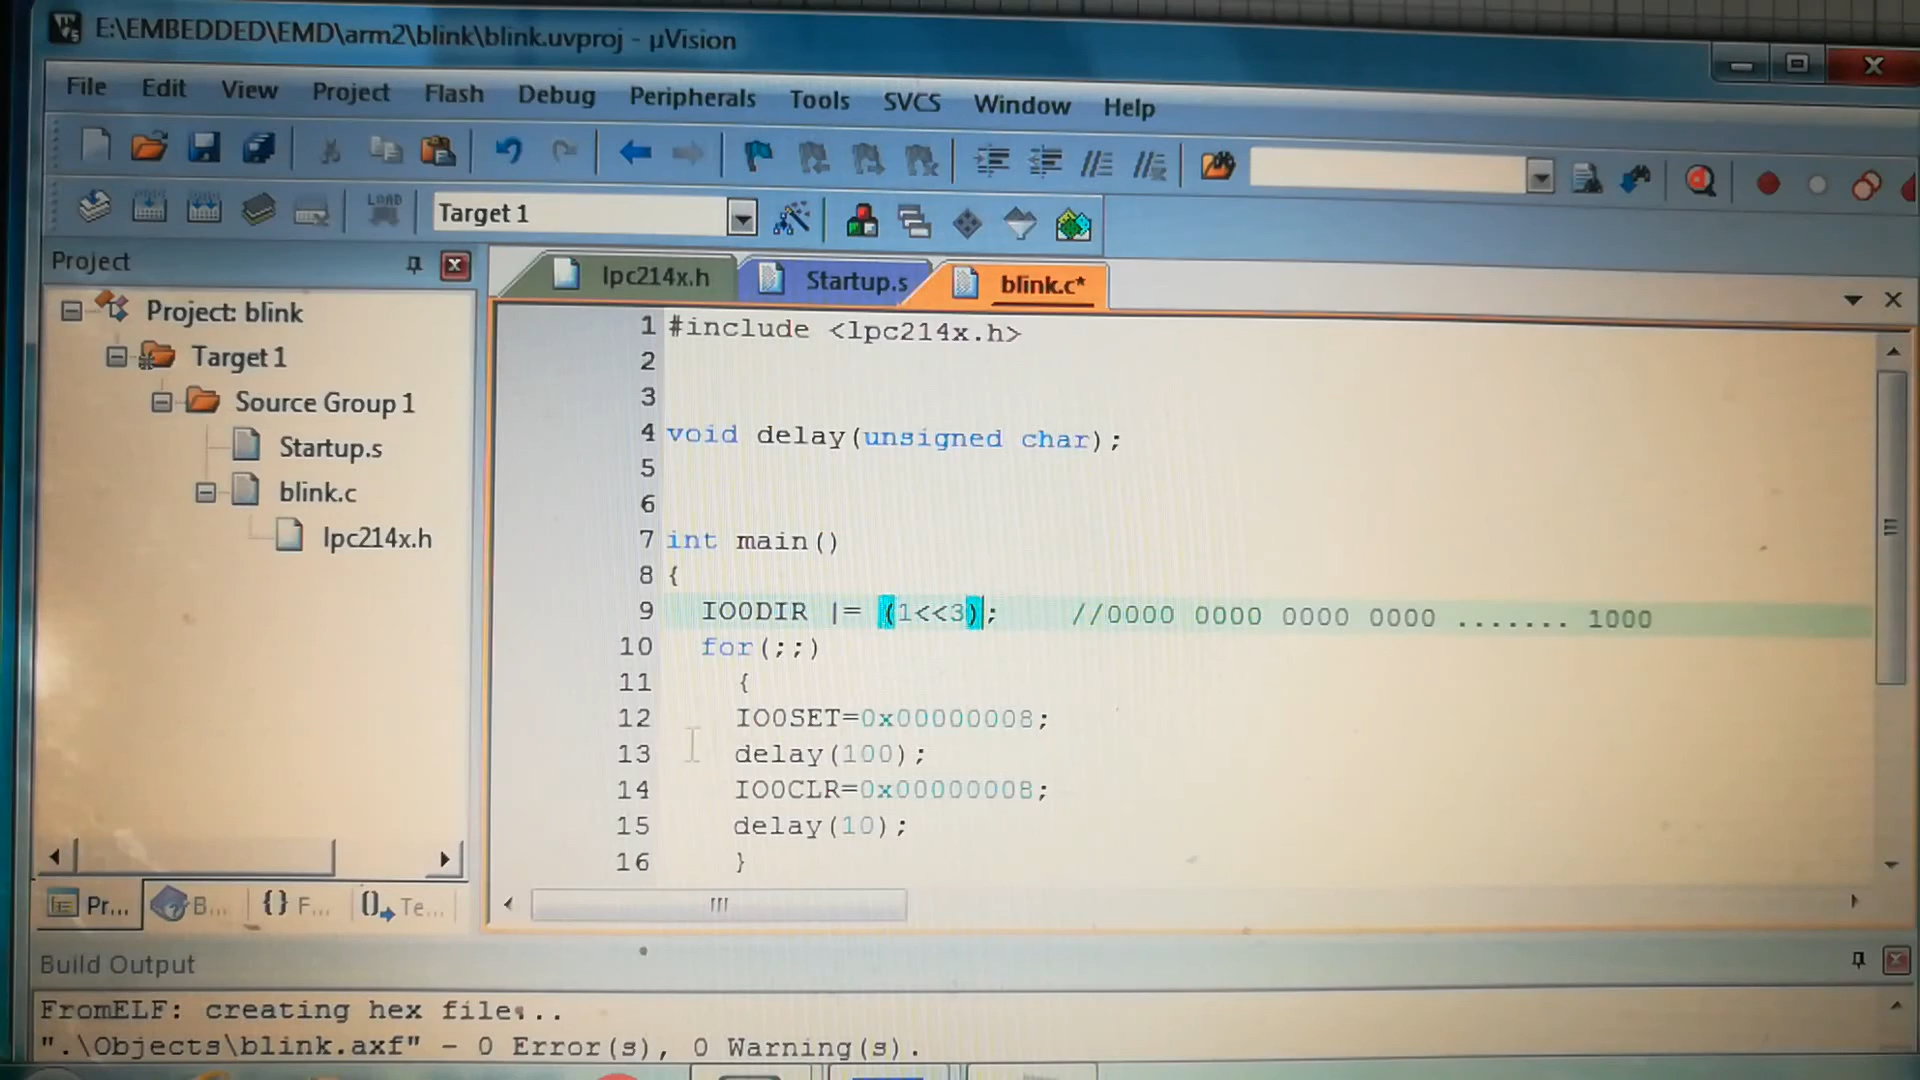 E:\EMBEDDED\EMD\arm2\blink\blink.uvproj - µVision
File Edit View Project Flash Debug Peripherals Tools SVCS Window Help
LOAD Target 1
Project
Project: blink
Target 1
Source Group 1
Startup.s
blink.c
lpc214x.h
Pr... B... {} F... Te...
lpc214x.h Startup.s blink.c*
1 #include <lpc214x.h>
2
3
4 void delay(unsigned char);
5
6
7 int main()
8 {
9 IO0DIR |= (1<<3); //0000 0000 0000 0000 ....... 1000
10 for(;;)
11 {
12 IO0SET=0x00000008;
13 delay(100);
14 IO0CLR=0x00000008;
15 delay(10);
16 }
Build Output
FromELF: creating hex file...
".\Objects\blink.axf" - 0 Error(s), 0 Warning(s).